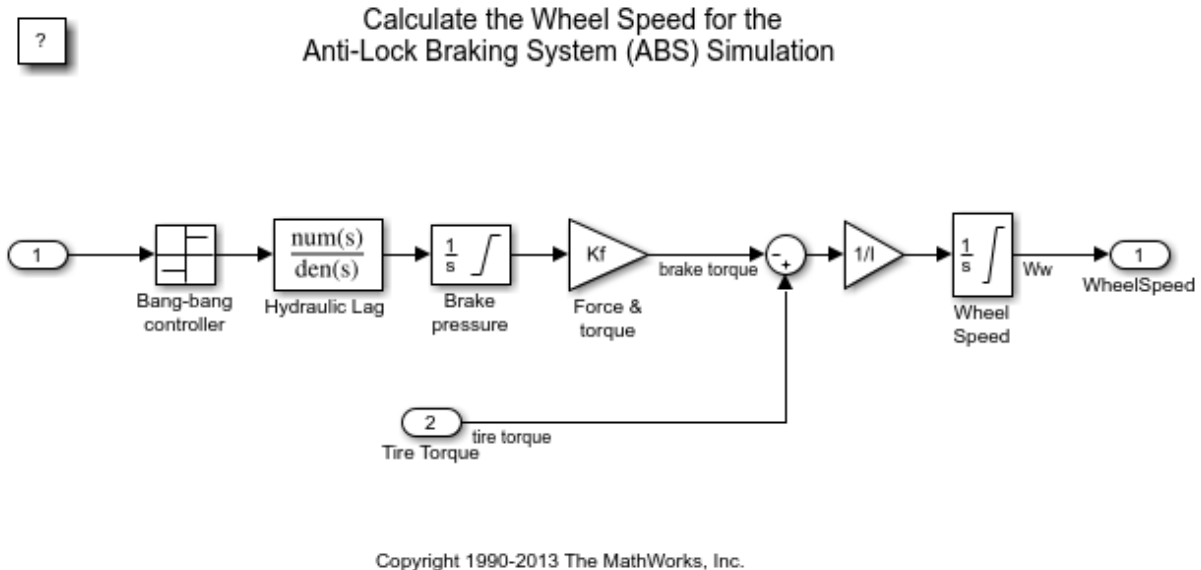 ?
Calculate the Wheel Speed for the
Anti-Lock Braking System (ABS) Simulation
1
Bang-bang
controller
num(s)
den(s)
Hydraulic Lag
1
s
Brake
pressure
Kf
Force &
torque
brake torque
-
+
1/I
1
s
Wheel
Speed
Ww
1
WheelSpeed
2
Tire Torque
tire torque
Copyright 1990-2013 The MathWorks, Inc.